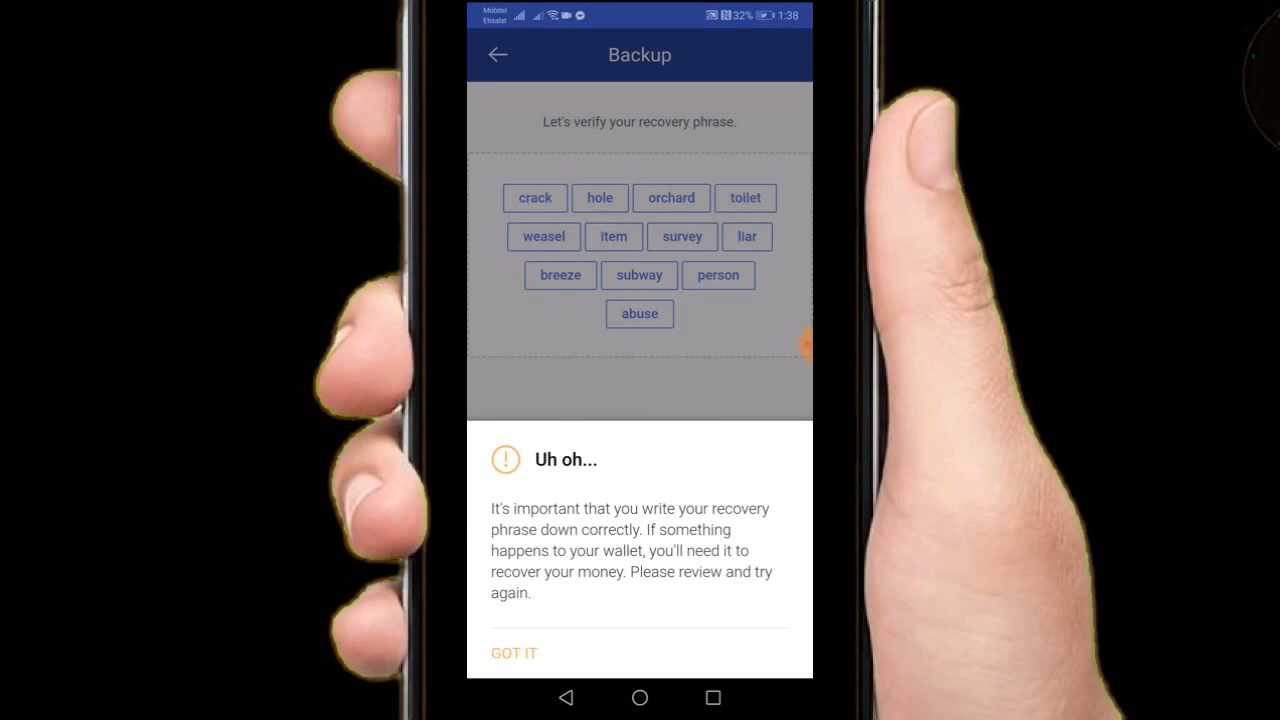 Mobitel
Etisalat
32% 1:38
Backup
Let's verify your recovery phrase.
crack hole orchard toilet
weasel item survey liar
breeze subway person
abuse
Uh oh...
It's important that you write your recovery
phrase down correctly. If something
happens to your wallet, you'll need it to
recover your money. Please review and try
again.
GOT IT